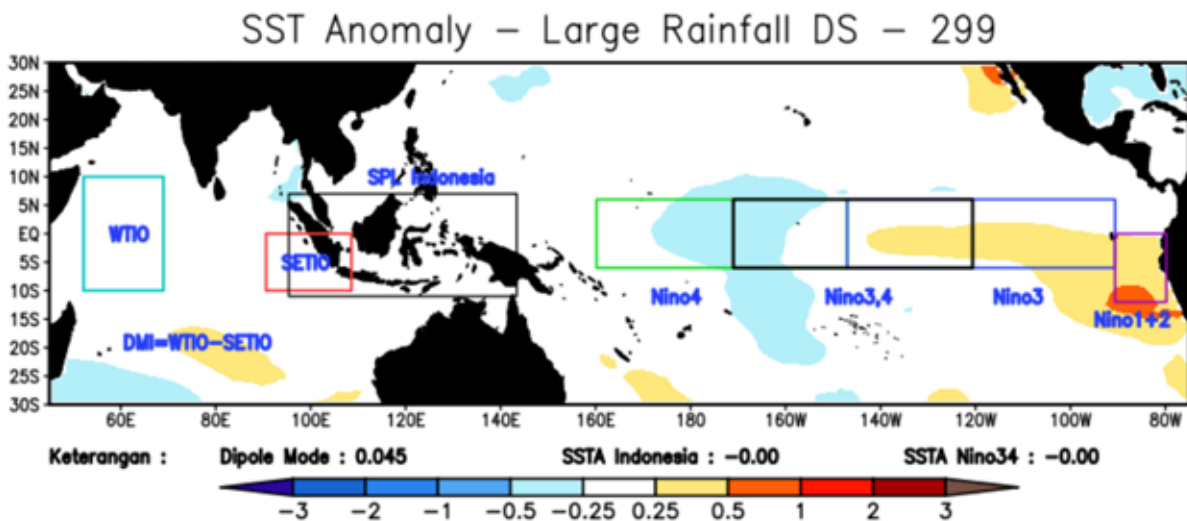 SST Anomaly – Large Rainfall DS – 299
30N
25N
20N
15N
10N
5N
EQ
5S
10S
15S
20S
25S
30S
WTIO
SPL Indonesia
SETIO
Nino4
Nino3,4
Nino3
Nino1+2
DMI=WTIO–SETIO
60E 80E 100E 120E 140E 160E 180 160W 140W 120W 100W 80W
Keterangan : Dipole Mode : 0.045 SSTA Indonesia : –0.00 SSTA Nino34 : –0.00
–3 –2 –1 –0.5 –0.25 0.25 0.5 1 2 3